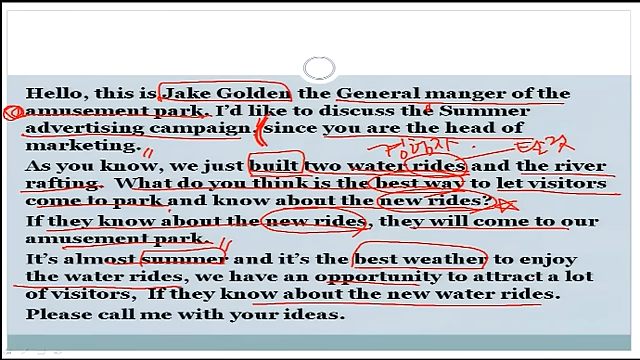 Hello, this is Jake Golden the General manger of the
amusement park. I'd like to discuss the Summer
advertising campaign, since you are the head of
marketing.
As you know, we just built two water rides and the river
rafting. What do you think is the best way to let visitors
come to park and know about the new rides?
If they know about the new rides, they will come to our
amusement park.
It's almost summer and it's the best weather to enjoy
the water rides, we have an opportunity to attract a lot
of visitors, If they know about the new water rides.
Please call me with your ideas.